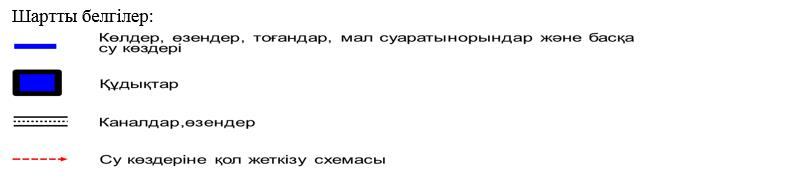 Шартты белгілер:
Көлдер, өзендер, тоғандар, мал суаратынорындар және басқа
су көздері
Құдықтар
Каналдар,өзендер
Су көздеріне қол жеткізу схемасы